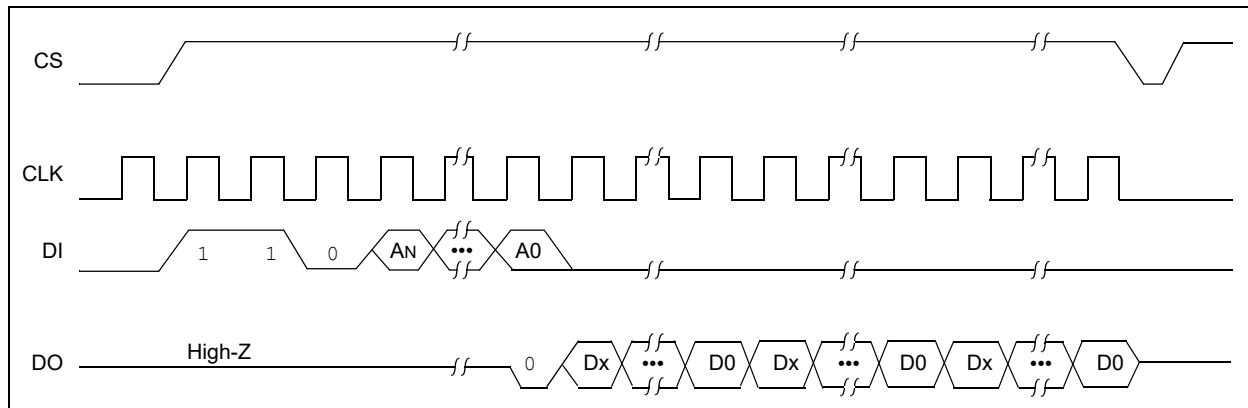 CS
CLK
DI 1 1 0 AN ••• A0
High-Z
DO 0 Dx ••• D0 Dx ••• D0 Dx ••• D0